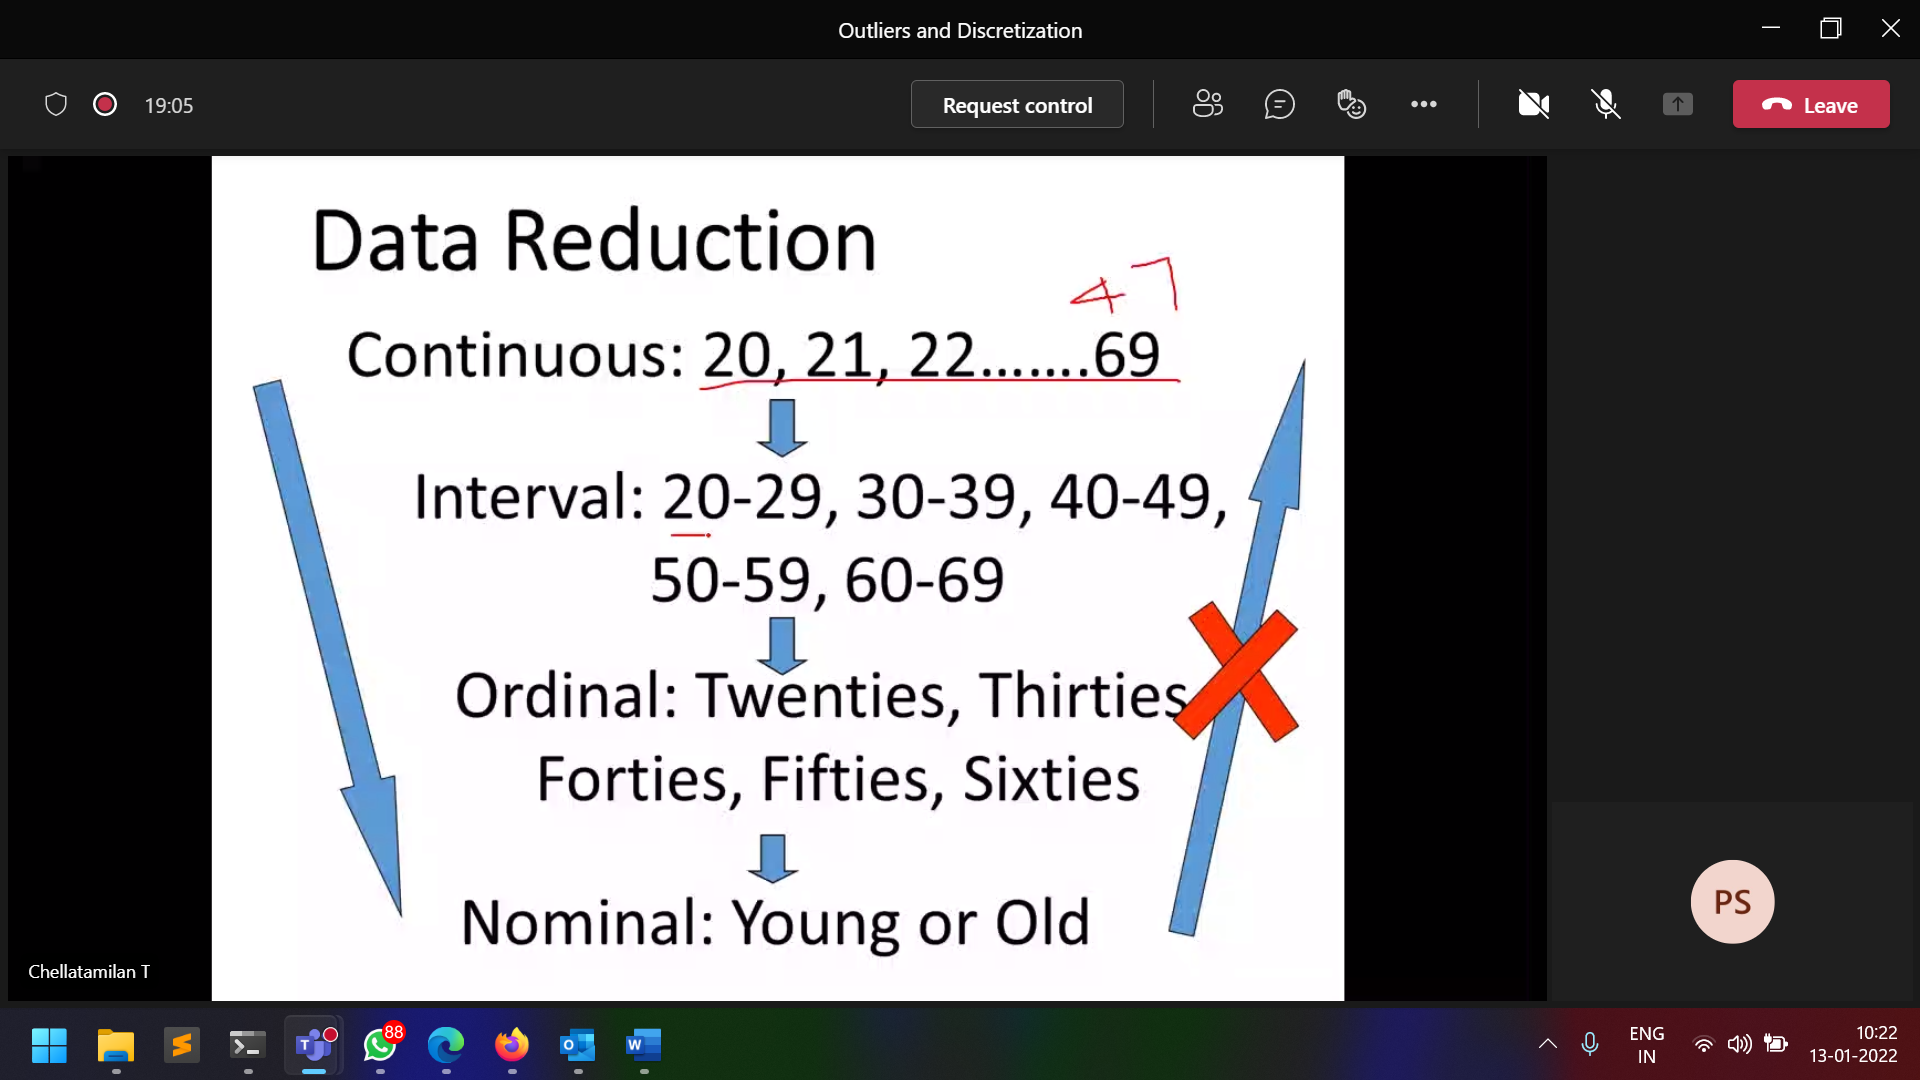 Outliers and Discretization
19:05
Request control
Leave
Data Reduction
47
Continuous: 20, 21, 22.......69
Interval: 20-29, 30-39, 40-49,
50-59, 60-69
Ordinal: Twenties, Thirties
Forties, Fifties, Sixties
Nominal: Young or Old
Chellatamilan T
PS
88
ENG
IN
10:22
13-01-2022